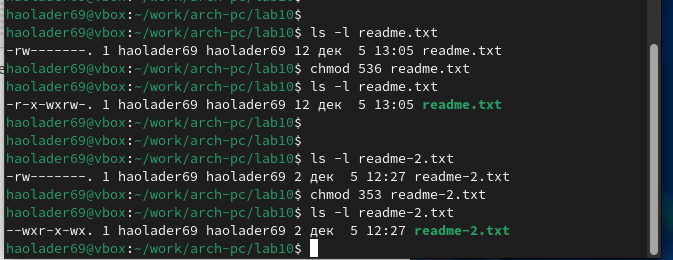 haolader69@vbox:~/work/arch-pc/lab10$
haolader69@vbox:~/work/arch-pc/lab10$ ls -l readme.txt
-rw-------. 1 haolader69 haolader69 12 дек  5 13:05 readme.txt
haolader69@vbox:~/work/arch-pc/lab10$ chmod 536 readme.txt
haolader69@vbox:~/work/arch-pc/lab10$ ls -l readme.txt
-r-x-wxrw-. 1 haolader69 haolader69 12 дек  5 13:05 readme.txt
haolader69@vbox:~/work/arch-pc/lab10$
haolader69@vbox:~/work/arch-pc/lab10$
haolader69@vbox:~/work/arch-pc/lab10$ ls -l readme-2.txt
-rw-------. 1 haolader69 haolader69 2 дек  5 12:27 readme-2.txt
haolader69@vbox:~/work/arch-pc/lab10$ chmod 353 readme-2.txt
haolader69@vbox:~/work/arch-pc/lab10$ ls -l readme-2.txt
--wxr-x-wx. 1 haolader69 haolader69 2 дек  5 12:27 readme-2.txt
haolader69@vbox:~/work/arch-pc/lab10$